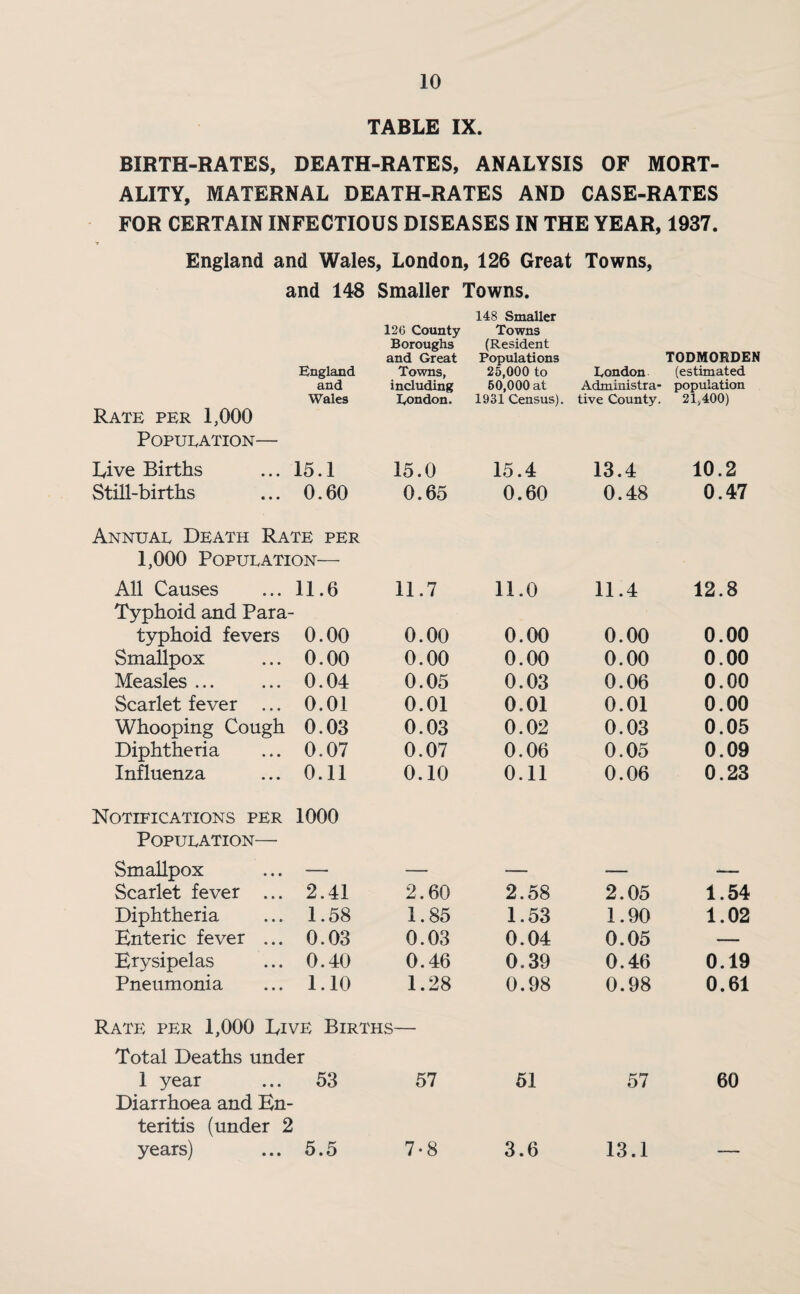 10
TABLE IX.
BIRTH-RATES, DEATH-RATES, ANALYSIS OF MORT-
ALITY, MATERNAL DEATH-RATES AND CASE-RATES
FOR CERTAIN INFECTIOUS DISEASES IN THE YEAR, 1937.
England and Wales, London, 126 Great Towns,
and 148 Smaller Towns.
148 Smaller
126 County Towns
Boroughs (Resident
and Great Populations TODMORDEN
England Towns, 25,000 to London (estimated
and including 50,000 at Administra- population
Wales London. 1931 Census). tive County. 21,400)
RATE PER 1,000
POPULATION—
Live Births ... 15.1 15.0 15.4 13.4 10.2
Still-births ... 0.60 0.65 0.60 0.48 0.47
ANNUAL DEATH RATE PER
1,000 POPULATION—
All Causes ... 11.6 11.7 11.0 11.4 12.8
Typhoid and Para-
typhoid fevers 0.00 0.00 0.00 0.00 0.00
Smallpox ... 0.00 0.00 0.00 0.00 0.00
Measles ... ... 0.04 0.05 0.03 0.06 0.00
Scarlet fever ... 0.01 0.01 0.01 0.01 0.00
Whooping Cough 0.03 0.03 0.02 0.03 0.05
Diphtheria ... 0.07 0.07 0.06 0.05 0.09
Influenza ... 0.11 0.10 0.11 0.06 0.23
NOTIFICATIONS PER 1000
POPULATION—
Smallpox ... — — — — —
Scarlet fever ... 2.41 2.60 2.58 2.05 1.54
Diphtheria ... 1.58 1.85 1.53 1.90 1.02
Enteric fever ... 0.03 0.03 0.04 0.05 —
Erysipelas ... 0.40 0.46 0.39 0.46 0.19
Pneumonia ... 1.10 1.28 0.98 0.98 0.61
RATE PER 1,000 LIVE BIRTHS—
Total Deaths under
1 year ... 53 57 51 57 60
Diarrhoea and En-
teritis (under 2
years) ... 5.5 7·8 3.6 13.1 —